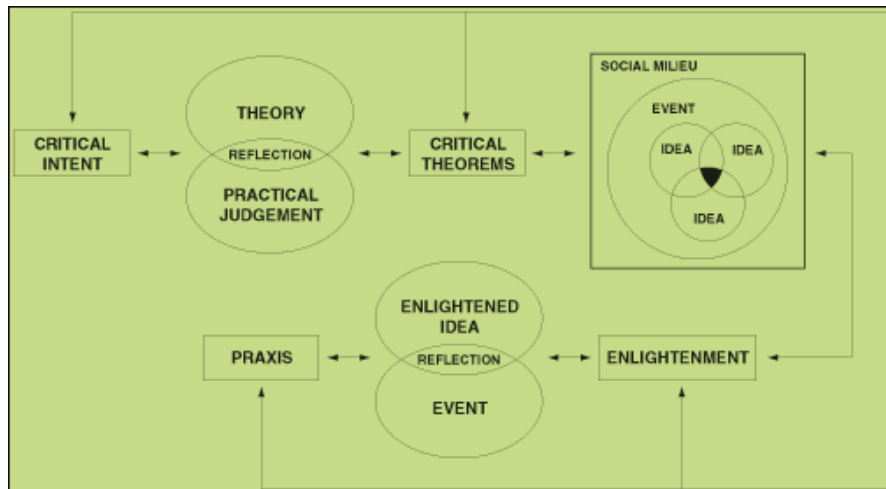 SOCIAL MILIEU
THEORY
EVENT
CRITICAL
INTENT
REFLECTION
CRITICAL
THEOREMS
IDEA
IDEA
PRACTICAL
JUDGEMENT
IDEA
ENLIGHTENED
IDEA
PRAXIS
REFLECTION
ENLIGHTENMENT
EVENT